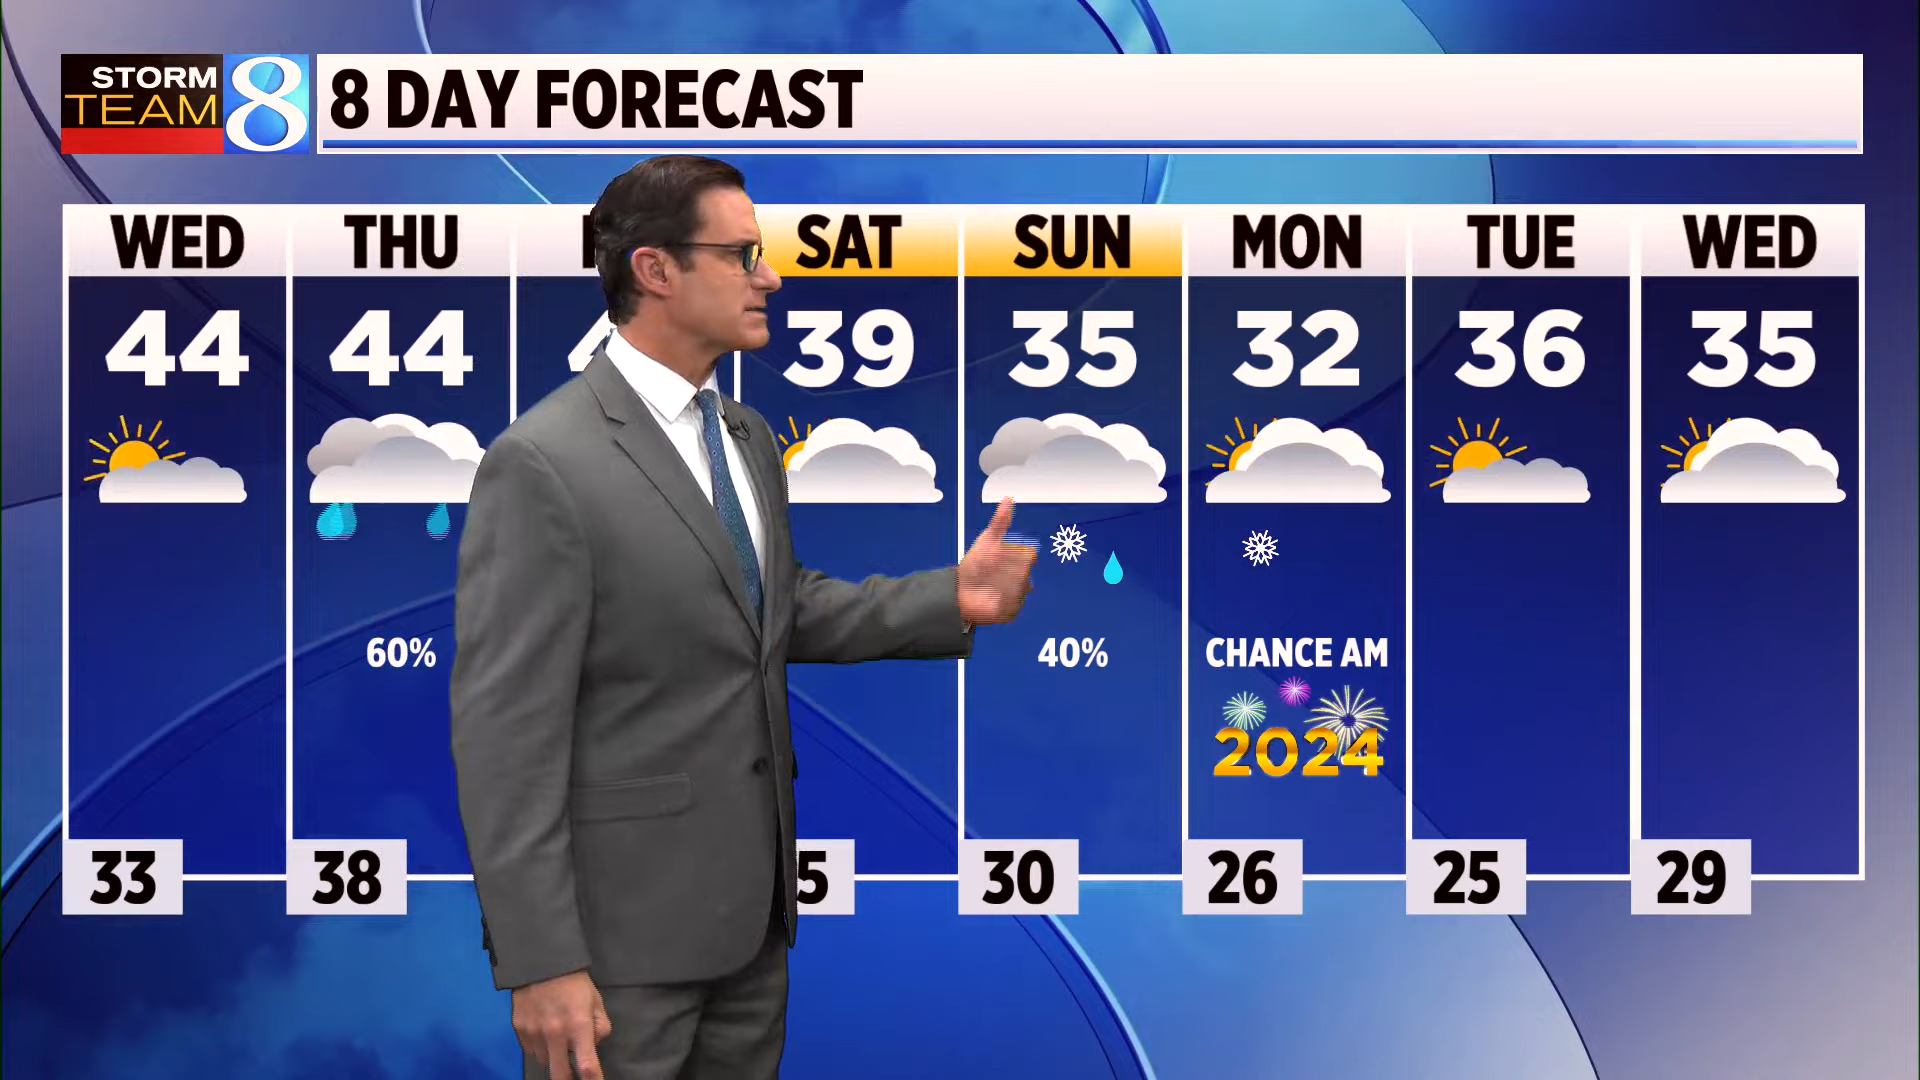 STORM
TEAM
8
8 DAY FORECAST
WED THU SAT SUN MON TUE WED
44 44 39 35 32 36 35
60% 40% CHANCE AM
2024
33 38 5 30 26 25 29